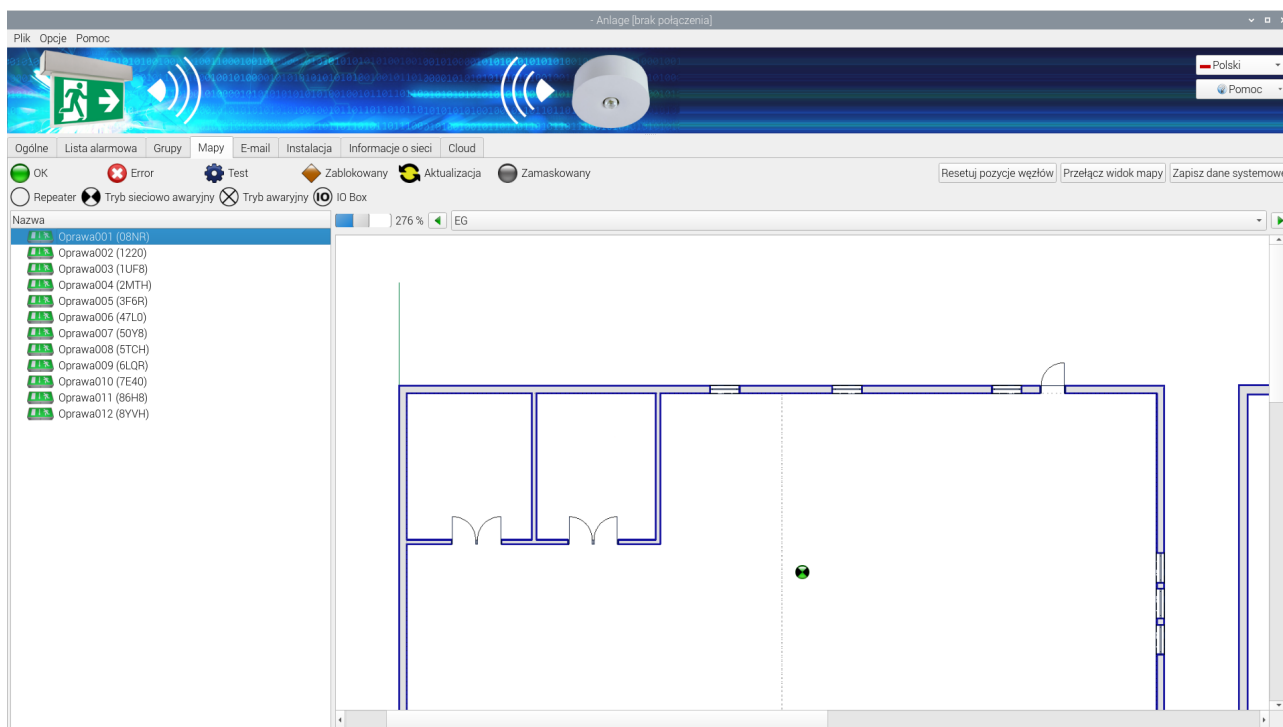 - Anlage [brak połączenia]
Plik Opcje Pomoc
Polski
Pomoc
Ogólne Lista alarmowa Grupy Mapy E-mail Instalacja Informacje o sieci Cloud
OK Error Test Zablokowany Aktualizacja Zamaskowany
Resetuj pozycje węzłów Przełącz widok mapy Zapisz dane systemowe
Repeater Tryb sieciowo awaryjny Tryb awaryjny IO IO Box
Nazwa
276 % EG
Oprawa001 (08NR)
Oprawa002 (1220)
Oprawa003 (1UF8)
Oprawa004 (2MTH)
Oprawa005 (3F6R)
Oprawa006 (47L0)
Oprawa007 (50Y8)
Oprawa008 (5TCH)
Oprawa009 (6LQR)
Oprawa010 (7E40)
Oprawa011 (86H8)
Oprawa012 (8YVH)